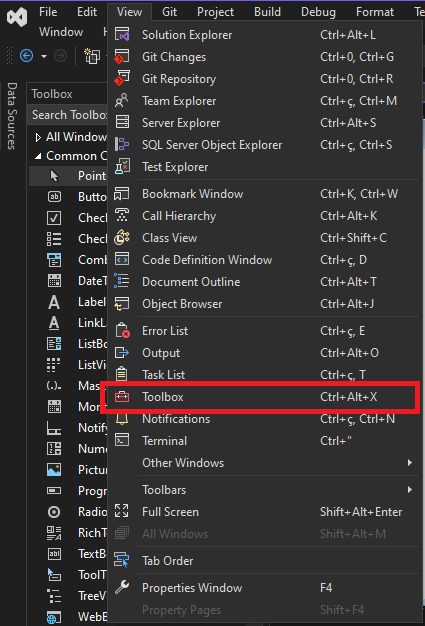 File Edit View Git Project Build Debug Format Te
Window H
Data Sources
Toolbox
Search Toolbo
All Window
Common C
Point
Butto
Check
Check
Comb
DateT
Label
LinkLa
ListBo
ListVi
Mas
Mon
Notify
Nume
Pictur
Progr
Radio
RichT
TextB
ToolT
TreeV
WebB
Solution Explorer Ctrl+Alt+L
Git Changes Ctrl+0, Ctrl+G
Git Repository Ctrl+0, Ctrl+R
Team Explorer Ctrl+ç, Ctrl+M
Server Explorer Ctrl+Alt+S
SQL Server Object Explorer Ctrl+ç, Ctrl+S
Test Explorer
Bookmark Window Ctrl+K, Ctrl+W
Call Hierarchy Ctrl+Alt+K
Class View Ctrl+Shift+C
Code Definition Window Ctrl+ç, D
Document Outline Ctrl+Alt+T
Object Browser Ctrl+Alt+J
Error List Ctrl+ç, E
Output Ctrl+Alt+O
Task List Ctrl+ç, T
Toolbox Ctrl+Alt+X
Notifications Ctrl+ç, Ctrl+N
Terminal Ctrl+"
Other Windows
Toolbars
Full Screen Shift+Alt+Enter
All Windows Shift+Alt+M
Tab Order
Properties Window F4
Property Pages Shift+F4